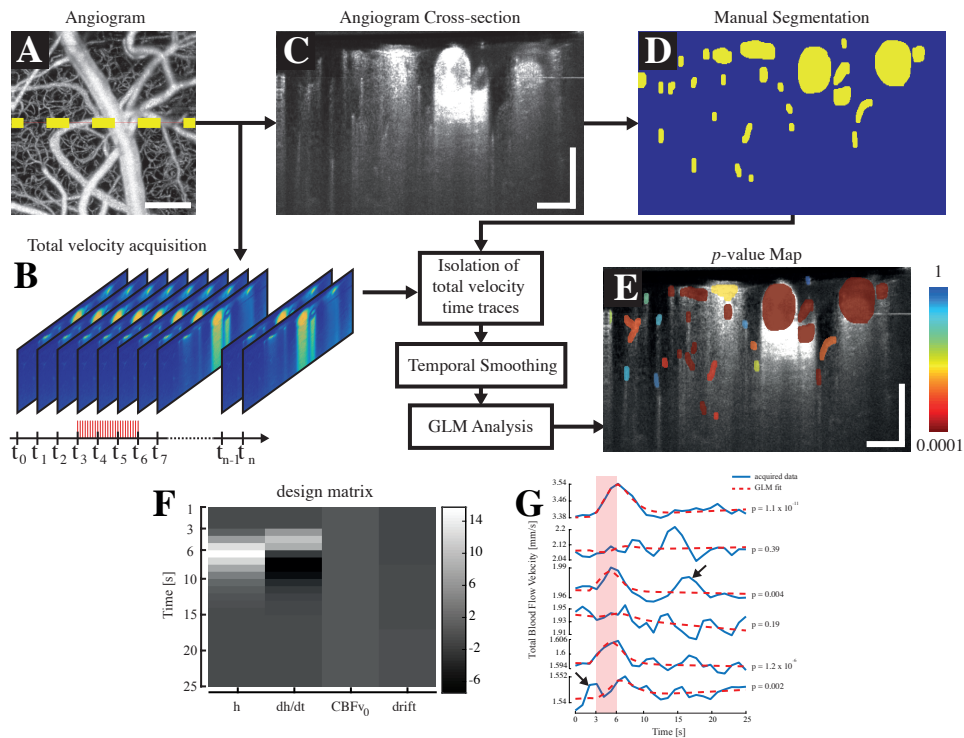 Angiogram
Angiogram Cross-section
Manual Segmentation
A
C
D
Total velocity acquisition
B
Isolation of
total velocity
time traces
Temporal Smoothing
GLM Analysis
t0 t1 t2 t3 t4 t5 t6 t7 tn-1 tn
p-value Map
E
1
0.0001
F
design matrix
Time [s]
1
3
6
10
15
20
25
h dh/dt CBFv0 drift
14
10
6
2
-2
-6
G
acquired data
GLM fit
Total Blood Flow Velocity [mm/s]
3.54
3.38
p = 1.1 x 10
2.2
2.1
2.04
p = 0.39
1.99
1.96
p = 0.004
1.95
1.93
1.91
p = 0.19
1.606
1.6
1.594
p = 1.2 x 10
1.552
1.54
p = 0.002
0 3 6 10 15 20 25
Time [s]